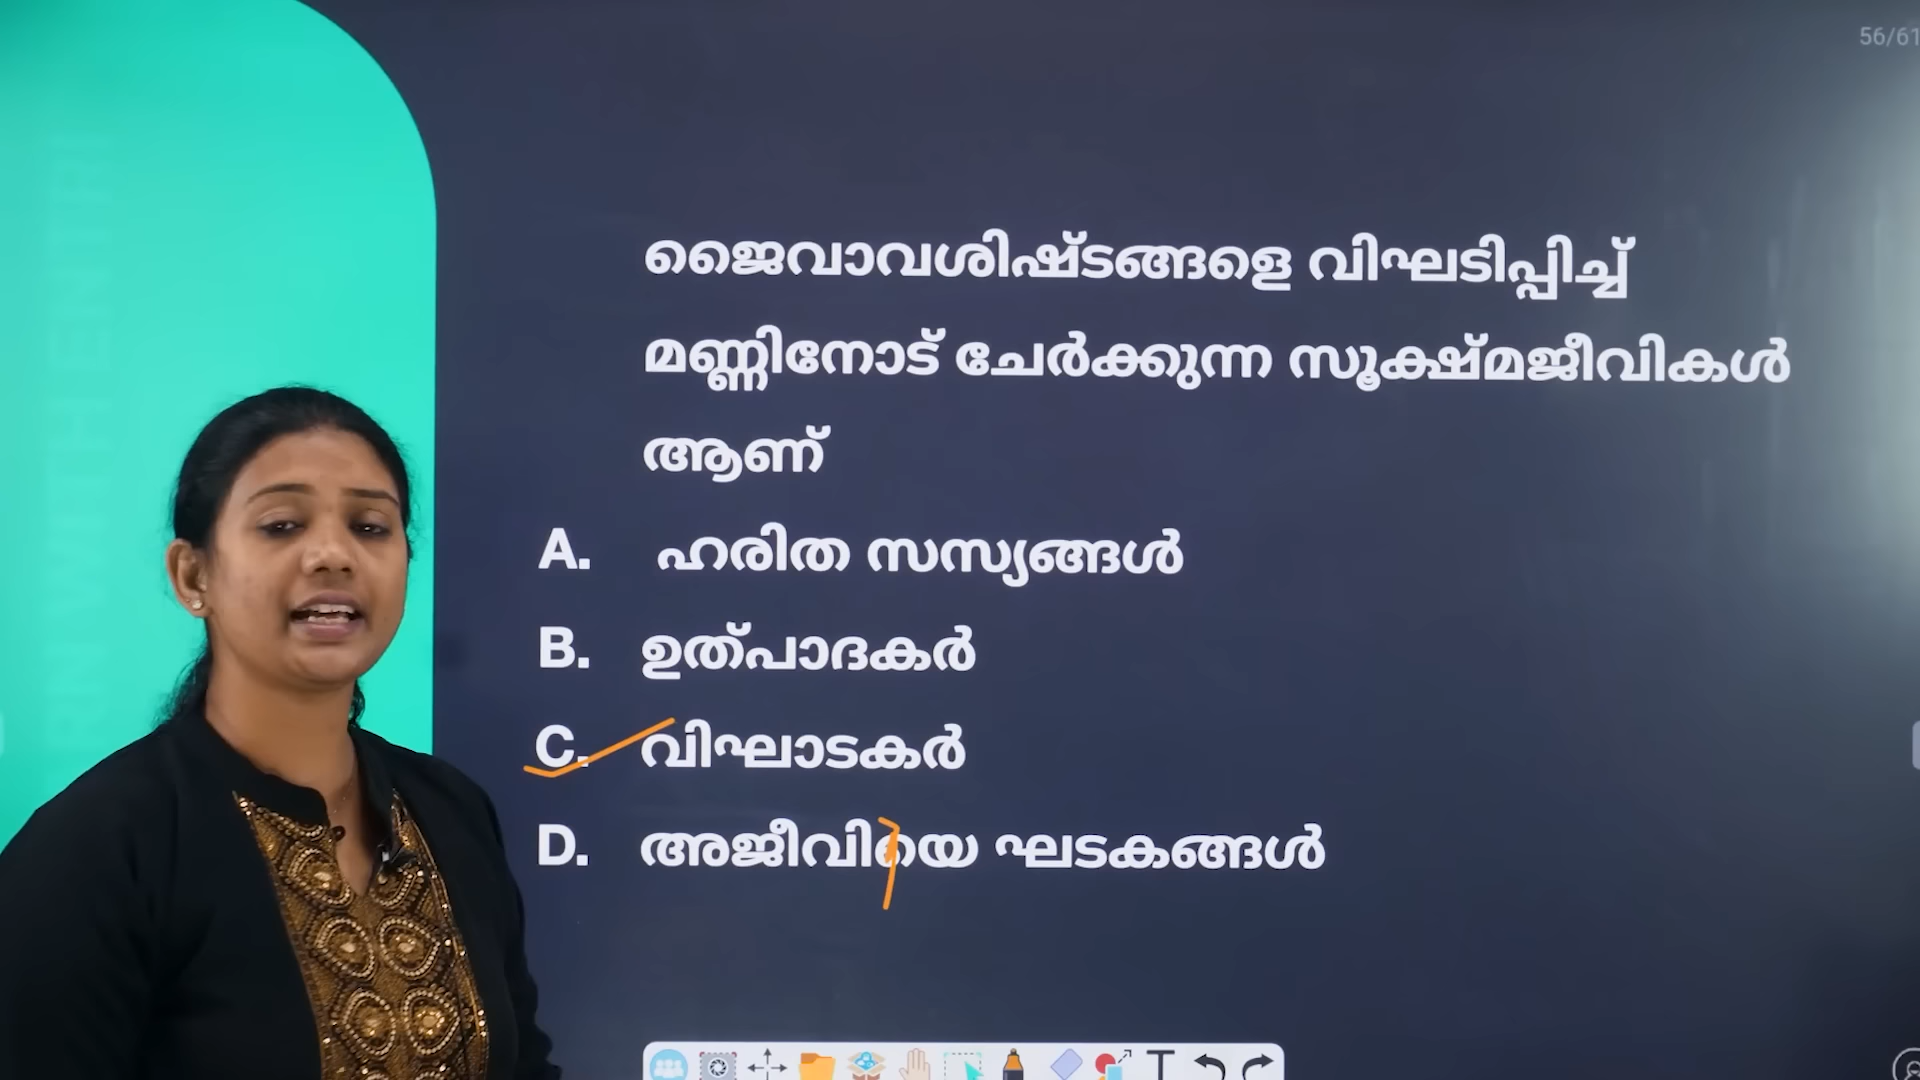 56/61
ജൈവാവശിഷ്ടങ്ങളെ വിഘടിപ്പിച്ച്
മണ്ണിനോട് ചേർക്കുന്ന സൂക്ഷ്മജീവികൾ
ആണ്
A. ഹരിത സസ്യങ്ങൾ
B. ഉത്പാദകർ
C. വിഘാടകർ
D. അജീവിയെ ഘടകങ്ങൾ